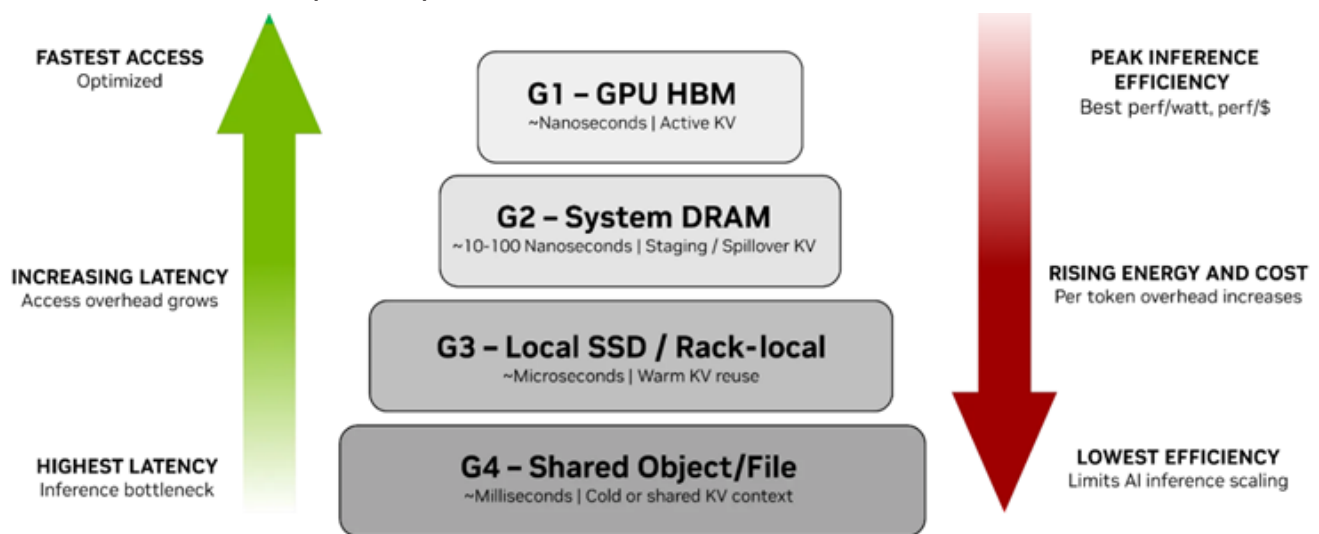 FASTEST ACCESS
Optimized
INCREASING LATENCY
Access overhead grows
HIGHEST LATENCY
Inference bottleneck
G1 – GPU HBM
~Nanoseconds | Active KV
G2 – System DRAM
~10-100 Nanoseconds | Staging / Spillover KV
G3 – Local SSD / Rack-local
~Microseconds | Warm KV reuse
G4 – Shared Object/File
~Milliseconds | Cold or shared KV context
PEAK INFERENCE
EFFICIENCY
Best perf/watt, perf/$
RISING ENERGY AND COST
Per token overhead increases
LOWEST EFFICIENCY
Limits AI inference scaling